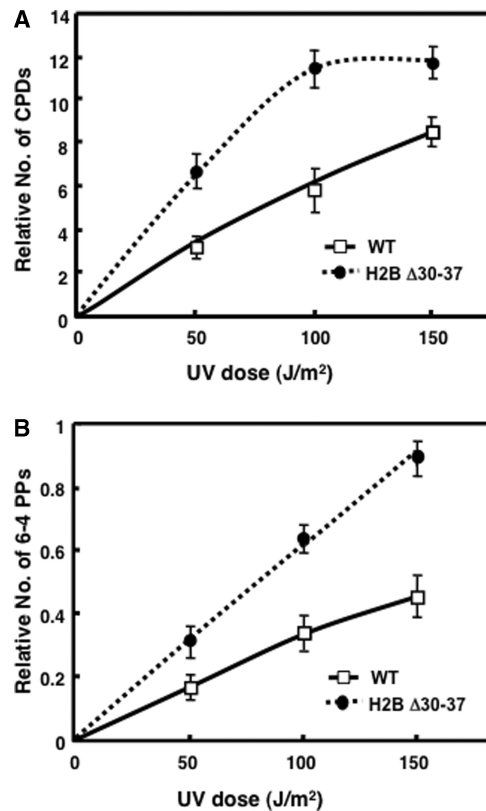 A
14
12
10
8
6
4
2
0
Relative No. of CPDs
WT
H2B Δ30-37
0 50 100 150
UV dose (J/m²)
B
1
0.8
0.6
0.4
0.2
0
Relative No. of 6-4 PPs
WT
H2B Δ30-37
0 50 100 150
UV dose (J/m²)